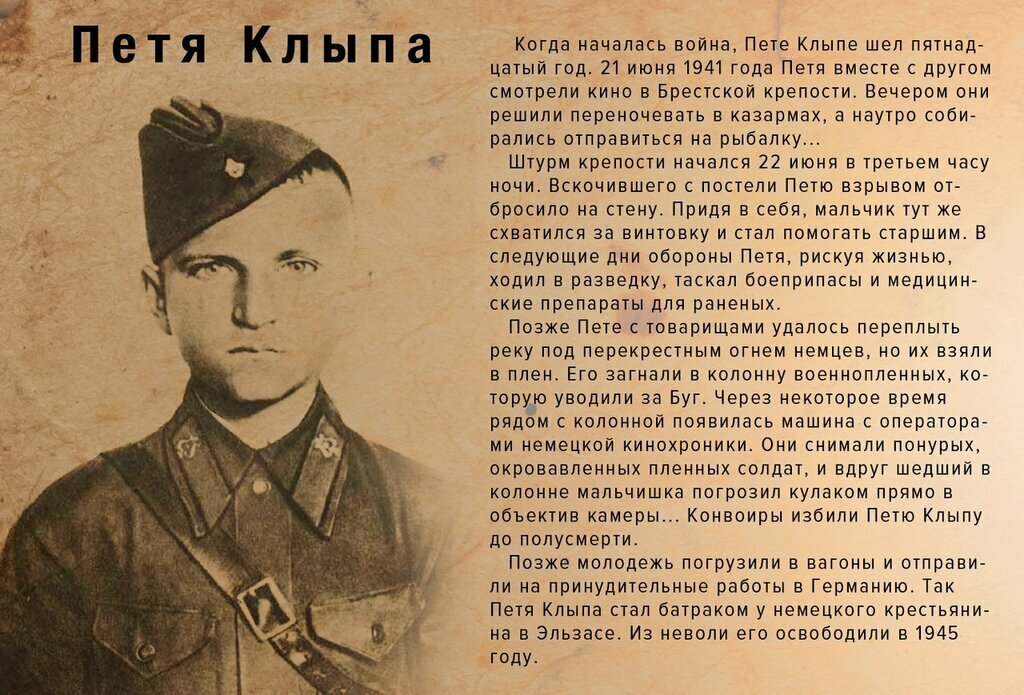 Петя Клыпа
Когда началась война, Пете Клыпе шел пятнад-
цатый год. 21 июня 1941 года Петя вместе с другом
смотрели кино в Брестской крепости. Вечером они
решили переночевать в казармах, а наутро соби-
рались отправиться на рыбалку...
Штурм крепости начался 22 июня в третьем часу
ночи. Вскочившего с постели Петю взрывом от-
бросило на стену. Придя в себя, мальчик тут же
схватился за винтовку и стал помогать старшим. В
следующие дни обороны Петя, рискуя жизнью,
ходил в разведку, таскал боеприпасы и медицин-
ские препараты для раненых.
Позже Пете с товарищами удалось переплыть
реку под перекрестным огнем немцев, но их взяли
в плен. Его загнали в колонну военнопленных, ко-
торую уводили за Буг. Через некоторое время
рядом с колонной появилась машина с оператора-
ми немецкой кинохроники. Они снимали понурых,
окровавленных пленных солдат, и вдруг шедший в
колонне мальчишка погрозил кулаком прямо в
объектив камеры... Конвоиры избили Петю Клыпу
до полусмерти.
Позже молодежь погрузили в вагоны и отправи-
ли на принудительные работы в Германию. Так
Петя Клыпа стал батраком у немецкого крестьяни-
на в Эльзасе. Из неволи его освободили в 1945
году.